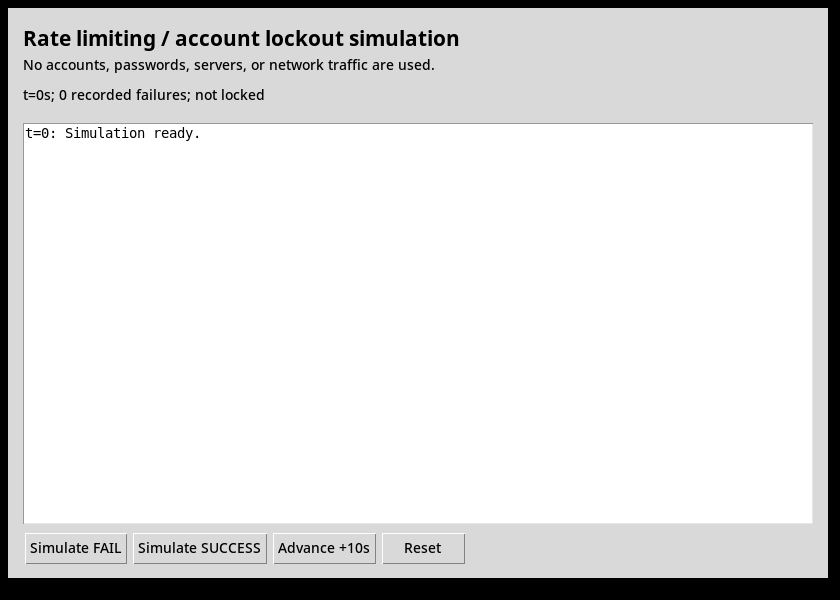 Rate limiting / account lockout simulation
No accounts, passwords, servers, or network traffic are used.
t=0s; 0 recorded failures; not locked
t=0: Simulation ready.
Simulate FAIL Simulate SUCCESS Advance +10s Reset